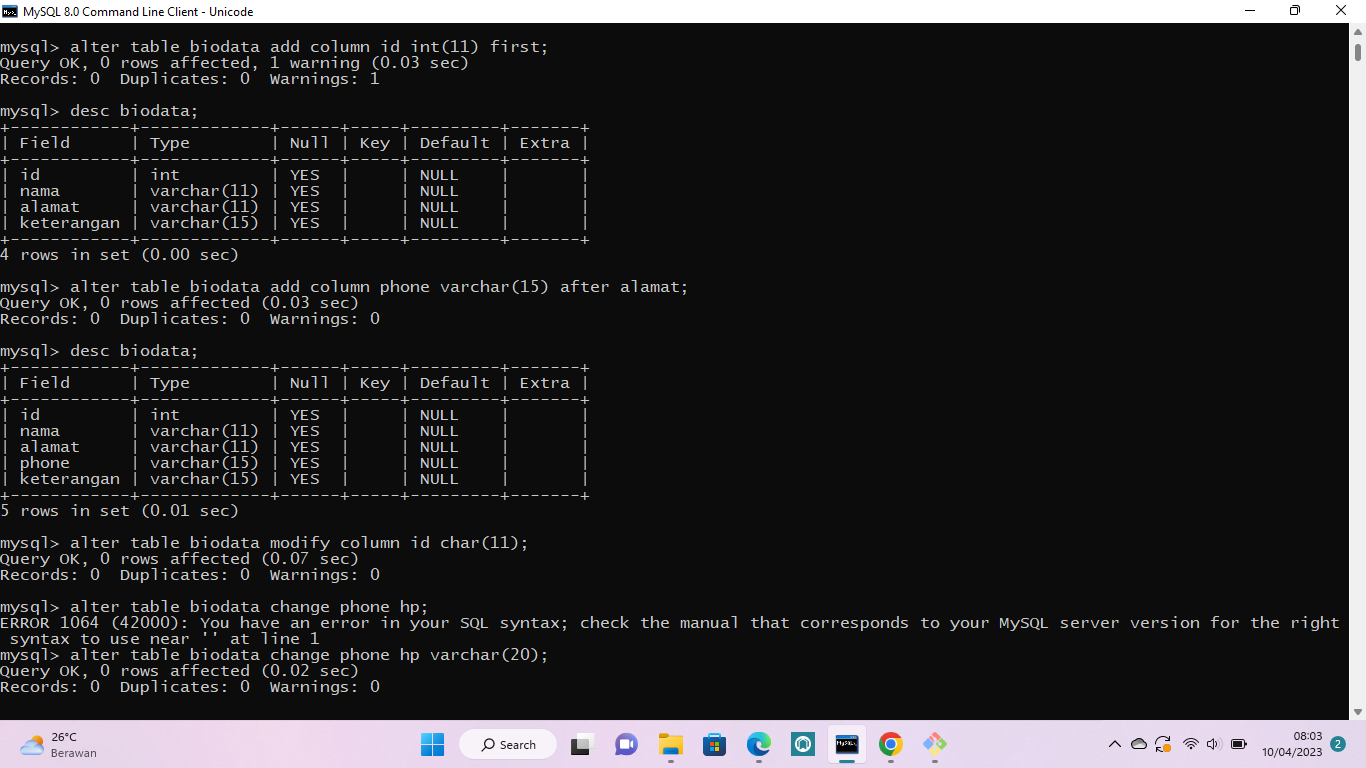 MySQL 8.0 Command Line Client - Unicode
mysql> alter table biodata add column id int(11) first;
Query OK, 0 rows affected, 1 warning (0.03 sec)
Records: 0  Duplicates: 0  Warnings: 1
mysql> desc biodata;
+------------+-------------+------+-----+---------+-------+
| Field      | Type        | Null | Key | Default | Extra |
+------------+-------------+------+-----+---------+-------+
| id         | int         | YES  |     | NULL    |       |
| nama       | varchar(11) | YES  |     | NULL    |       |
| alamat     | varchar(11) | YES  |     | NULL    |       |
| keterangan | varchar(15) | YES  |     | NULL    |       |
+------------+-------------+------+-----+---------+-------+
4 rows in set (0.00 sec)
mysql> alter table biodata add column phone varchar(15) after alamat;
Query OK, 0 rows affected (0.03 sec)
Records: 0  Duplicates: 0  Warnings: 0
mysql> desc biodata;
+------------+-------------+------+-----+---------+-------+
| Field      | Type        | Null | Key | Default | Extra |
+------------+-------------+------+-----+---------+-------+
| id         | int         | YES  |     | NULL    |       |
| nama       | varchar(11) | YES  |     | NULL    |       |
| alamat     | varchar(11) | YES  |     | NULL    |       |
| phone      | varchar(15) | YES  |     | NULL    |       |
| keterangan | varchar(15) | YES  |     | NULL    |       |
+------------+-------------+------+-----+---------+-------+
5 rows in set (0.01 sec)
mysql> alter table biodata modify column id char(11);
Query OK, 0 rows affected (0.07 sec)
Records: 0  Duplicates: 0  Warnings: 0
mysql> alter table biodata change phone hp;
ERROR 1064 (42000): You have an error in your SQL syntax; check the manual that corresponds to your MySQL server version for the right
 syntax to use near '' at line 1
mysql> alter table biodata change phone hp varchar(20);
Query OK, 0 rows affected (0.02 sec)
Records: 0  Duplicates: 0  Warnings: 0
26°C
Berawan
Search
08:03
10/04/2023
2